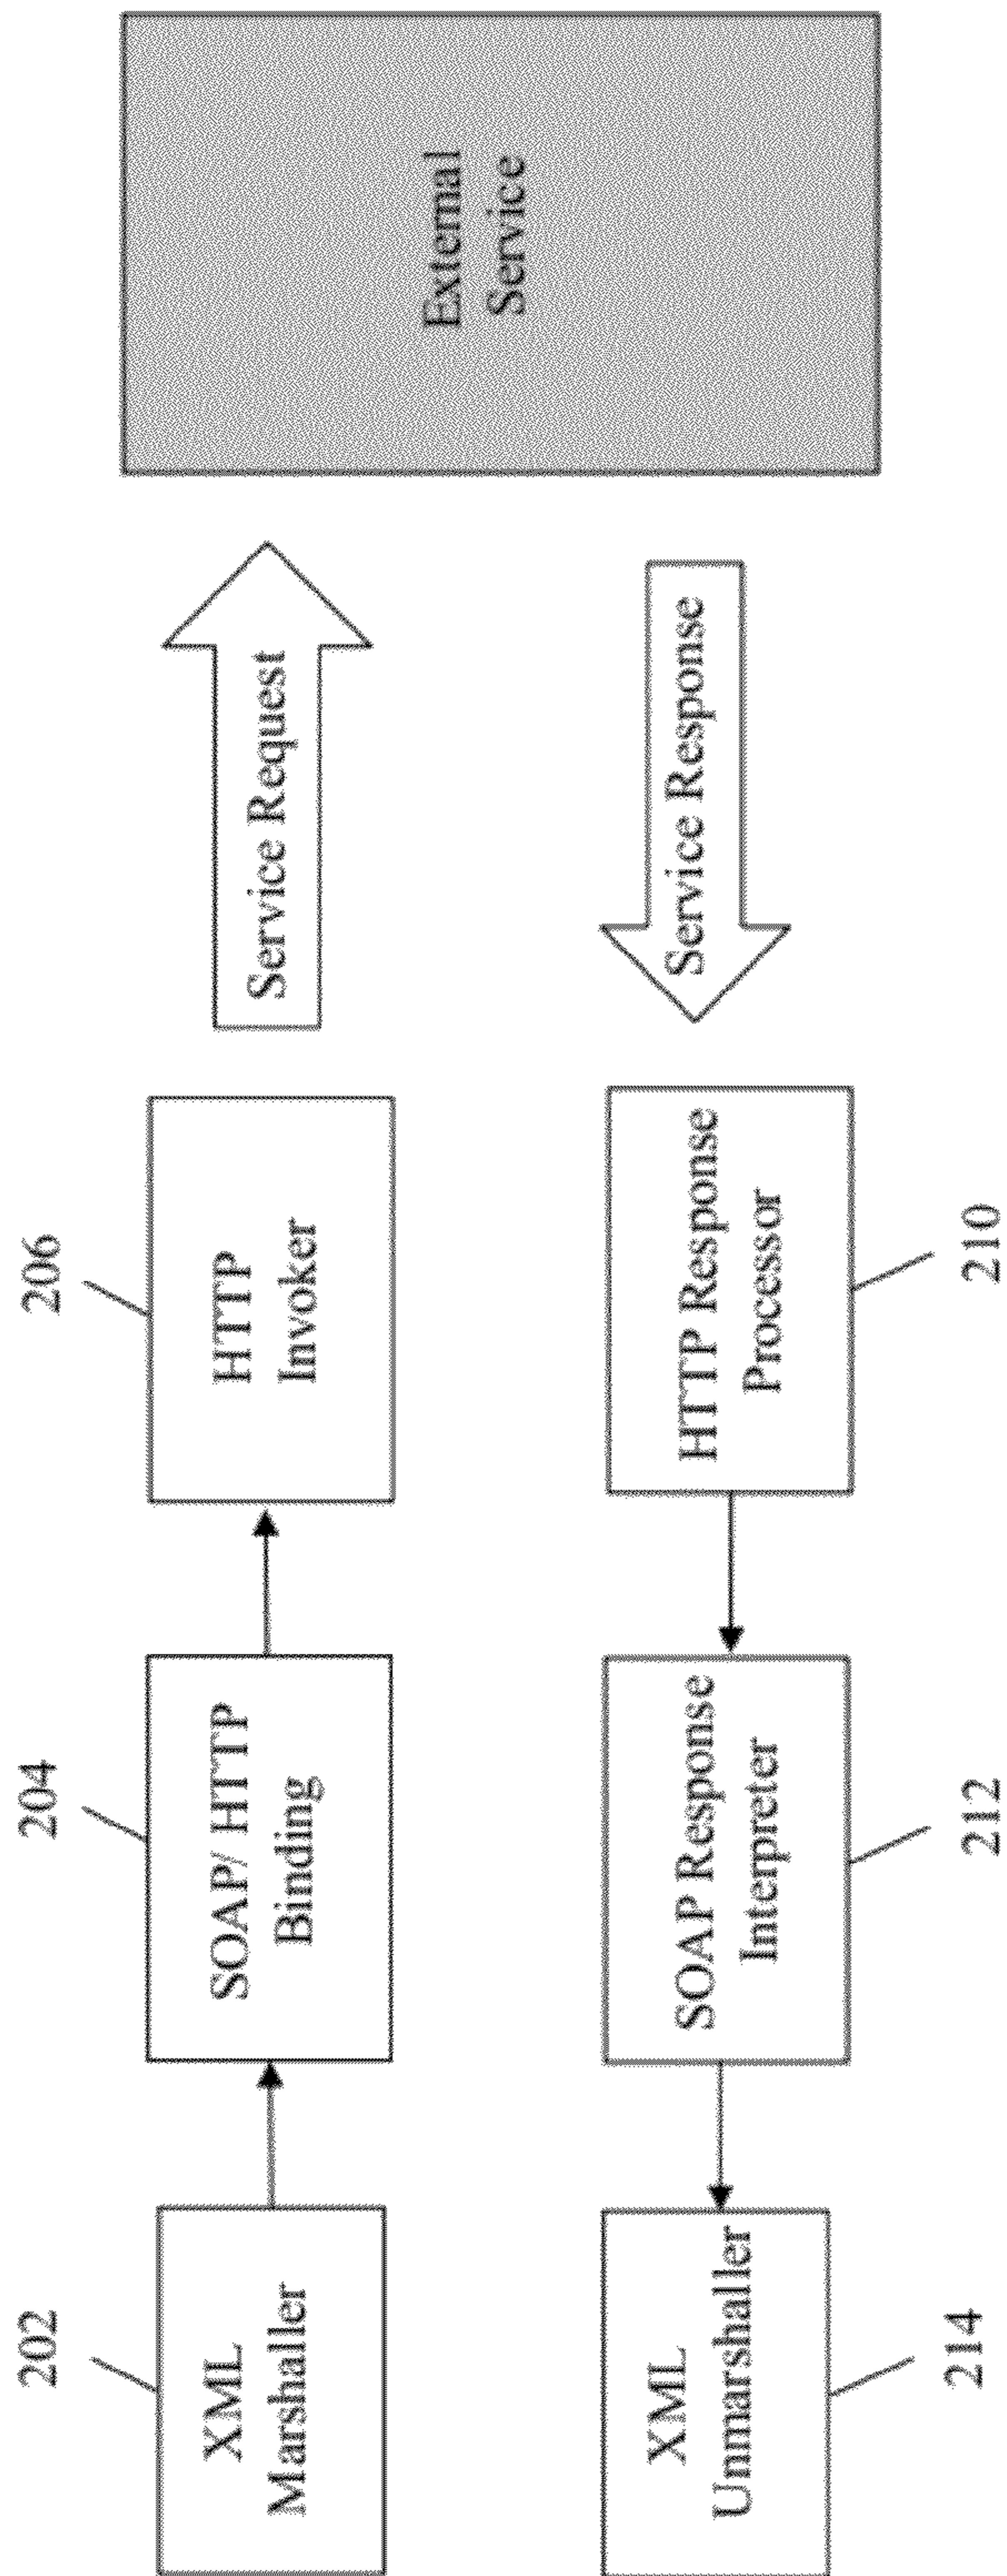 202
XML
Marshaller
204
SOAP/ HTTP
Binding
206
HTTP
Invoker
Service Request
External
Service
Service Response
HTTP Response
Processor
210
SOAP Response
Interpreter
212
XML
Unmarshaller
214